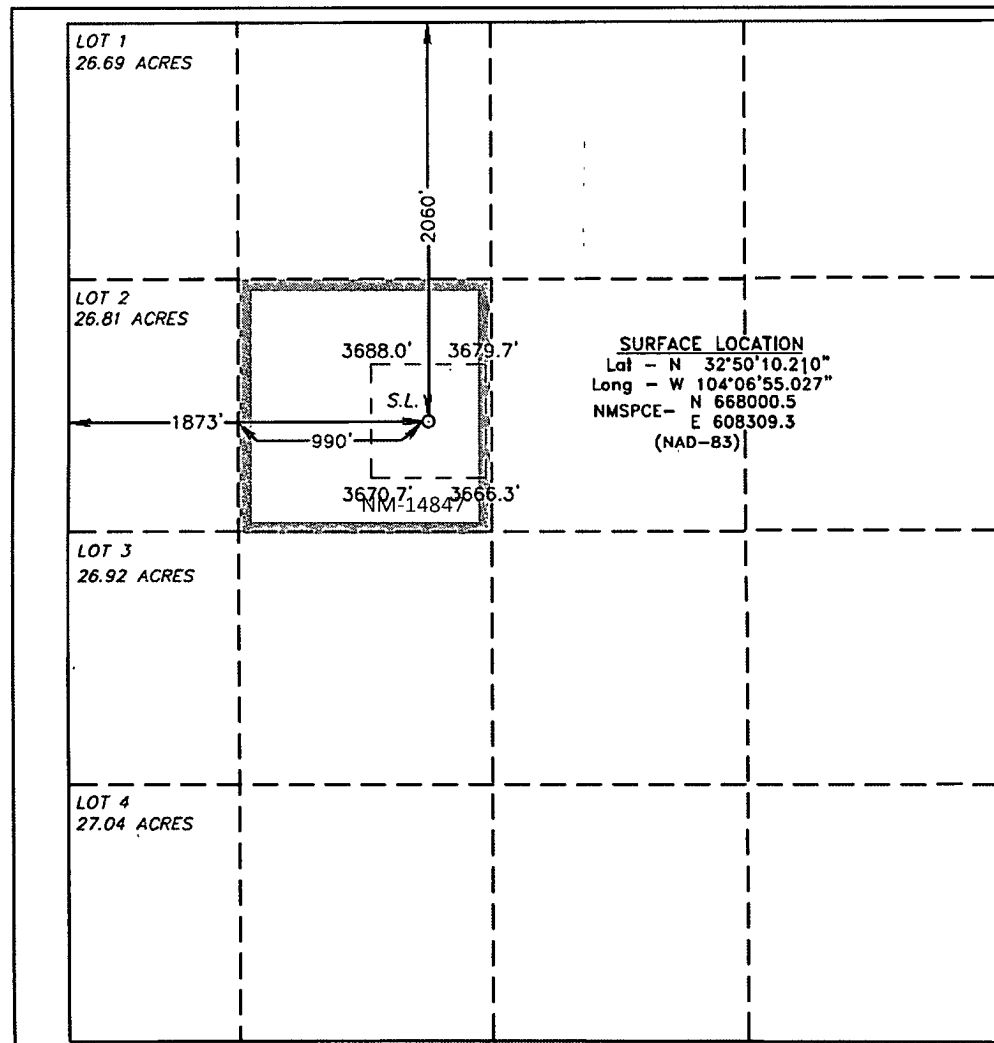 LOT 1
26.69 ACRES
2060'
LOT 2
26.81 ACRES
3688.0' 3679.7'
S.L.
1873'
990'
3670.7' 3666.3'
NM-14847
SURFACE LOCATION
Lat - N 32°50'10.210"
Long - W 104°06'55.027"
NMSPCE- N 668000.5
E 608309.3
(NAD-83)
LOT 3
26.92 ACRES
LOT 4
27.04 ACRES